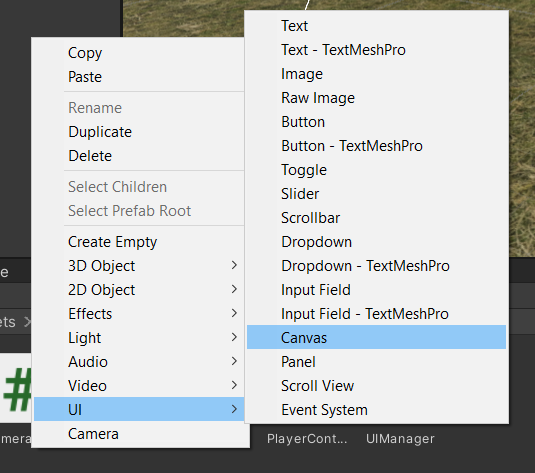 Copy
Paste
Rename
Duplicate
Delete
Select Children
Select Prefab Root
Create Empty
3D Object
2D Object
Effects
Light
Audio
Video
UI
Camera
Text
Text - TextMeshPro
Image
Raw Image
Button
Button - TextMeshPro
Toggle
Slider
Scrollbar
Dropdown
Dropdown - TextMeshPro
Input Field
Input Field - TextMeshPro
Canvas
Panel
Scroll View
Event System
e
ets >
#
mera
PlayerCont...
UIManager